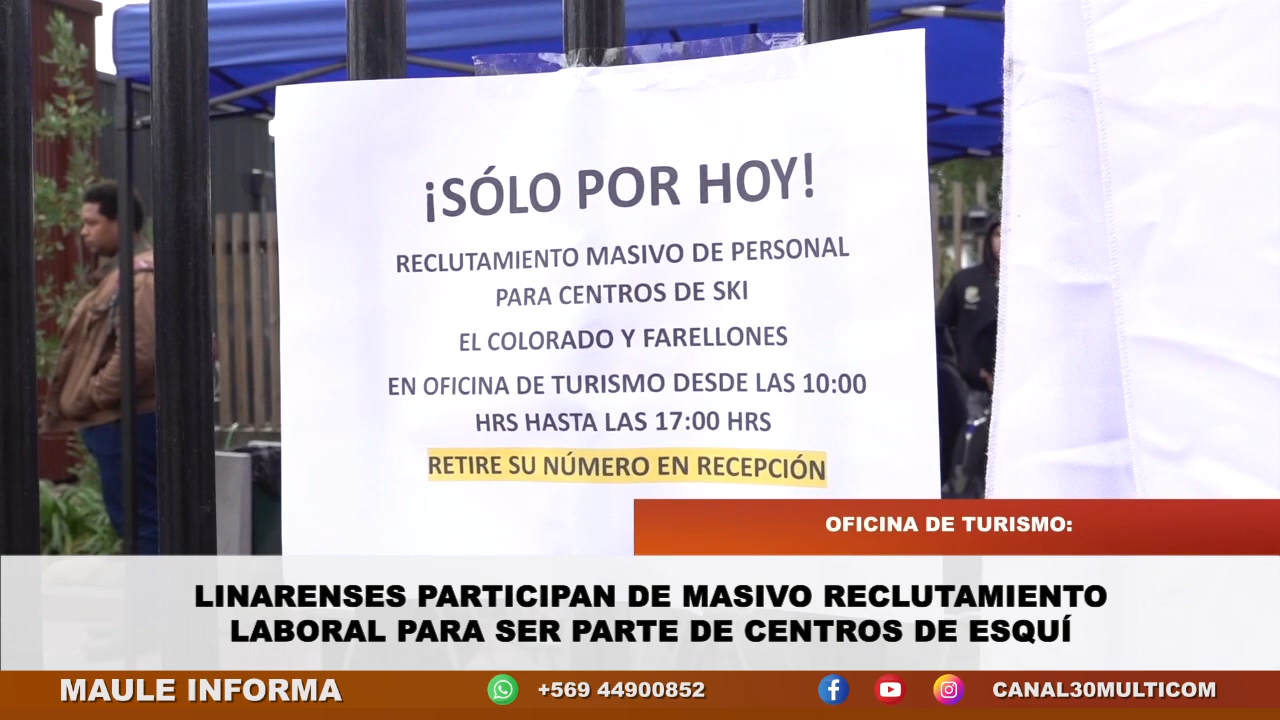 ¡SÓLO POR HOY!
RECLUTAMIENTO MASIVO DE PERSONAL
PARA CENTROS DE SKI
EL COLORADO Y FARELLONES
EN OFICINA DE TURISMO DESDE LAS 10:00
HRS HASTA LAS 17:00 HRS
RETIRE SU NÚMERO EN RECEPCIÓN
OFICINA DE TURISMO:
LINARENSES PARTICIPAN DE MASIVO RECLUTAMIENTO
LABORAL PARA SER PARTE DE CENTROS DE ESQUÍ
MAULE INFORMA
+569 44900852
CANAL30MULTICOM